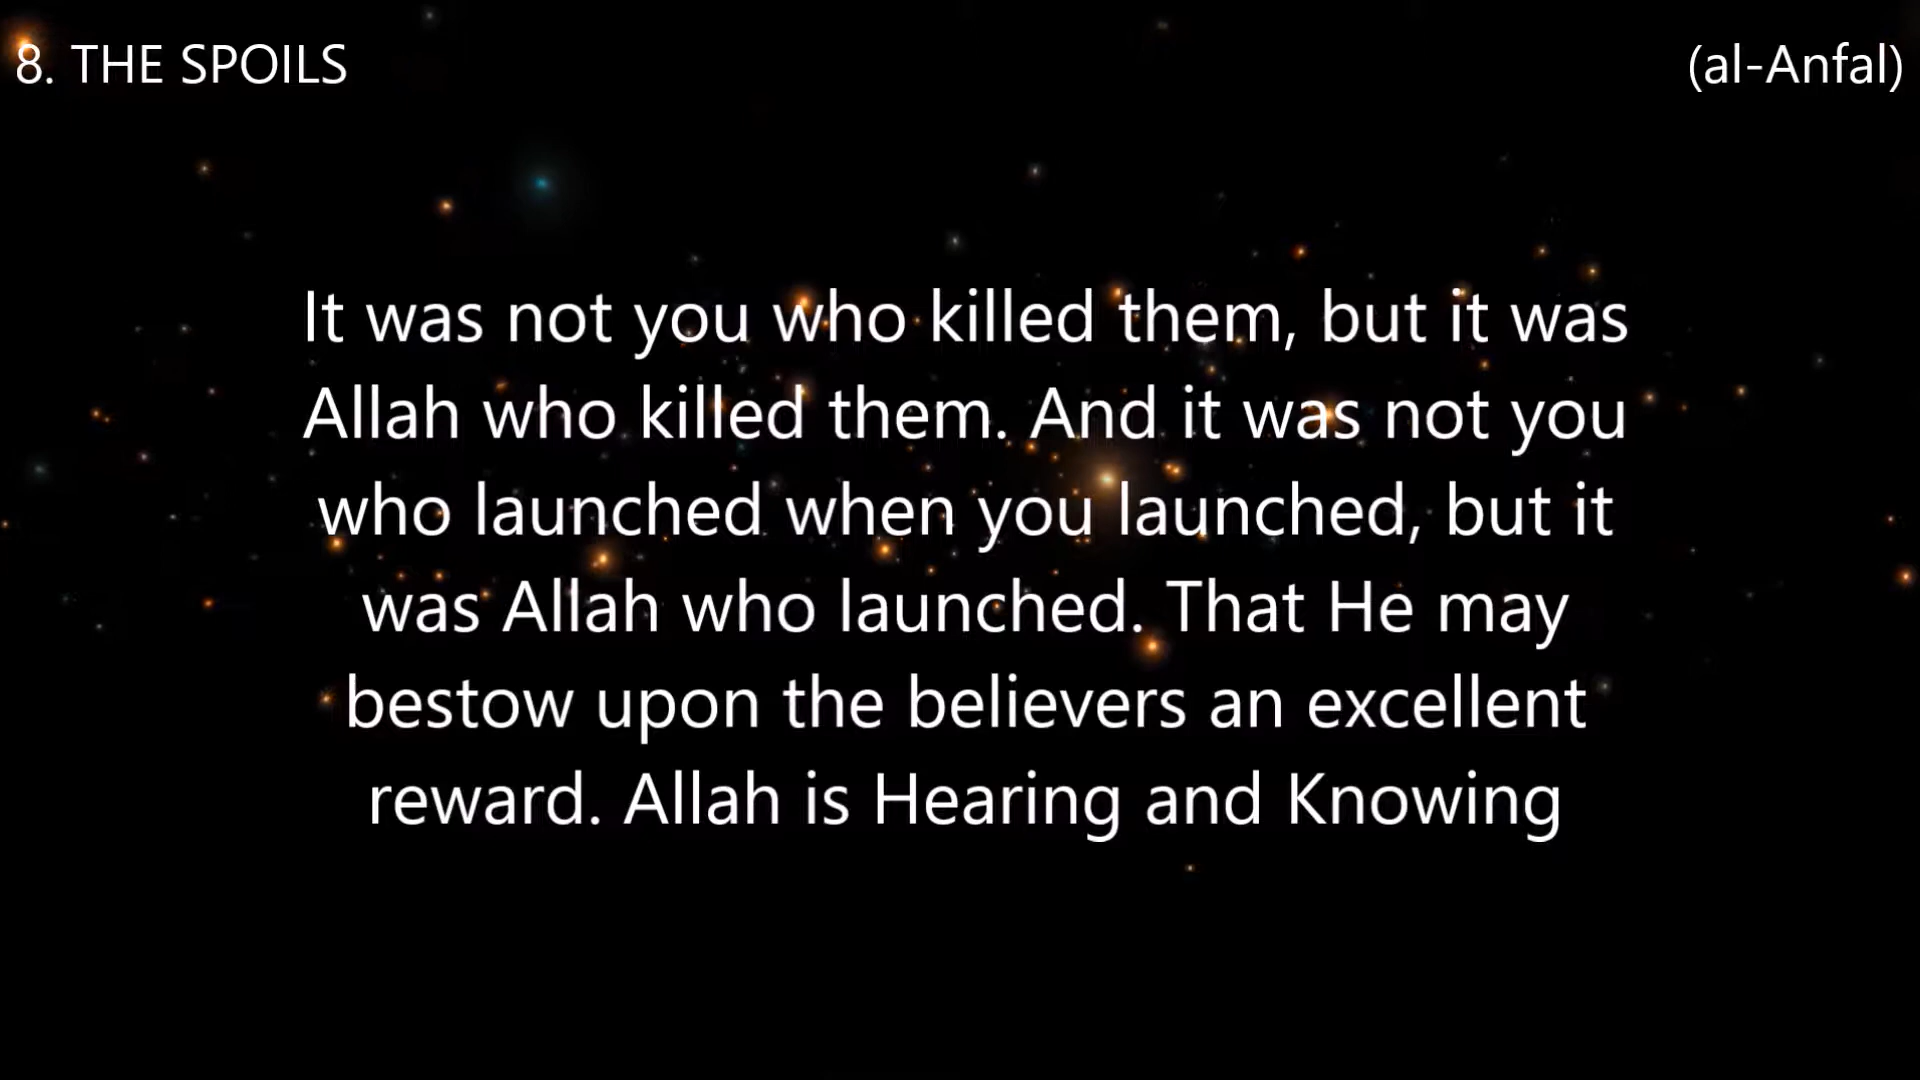 8. THE SPOILS
(al-Anfal)
It was not you who killed them, but it was
Allah who killed them. And it was not you
who launched when you launched, but it
was Allah who launched. That He may
bestow upon the believers an excellent
reward. Allah is Hearing and Knowing